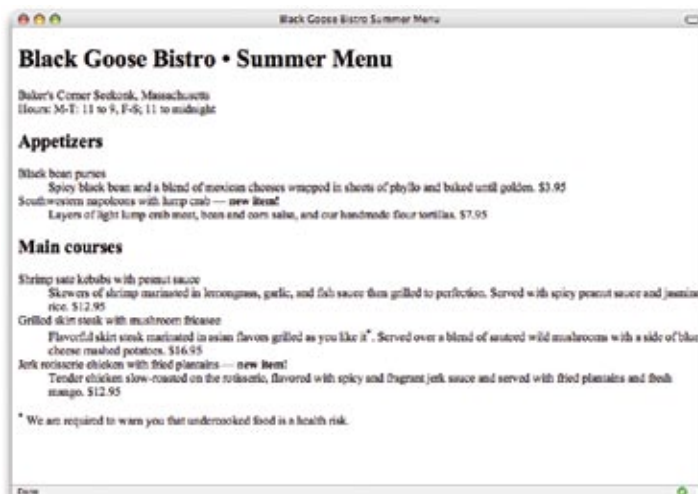 Black Goose Bistro Summer Menu
Black Goose Bistro • Summer Menu
Baker's Corner Seekonk, Massachusetts
Hours: M-T: 11 to 9, F-S; 11 to midnight
Appetizers
Black bean purses
Spicy black bean and a blend of mexican cheeses wrapped in sheets of phyllo and baked until golden. $3.95
Southwestern napoleons with lump crab — new item!
Layers of light lump crab meat, bean and corn salsa, and our handmade flour tortillas. $7.95
Main courses
Shrimp sate kebabs with peanut sauce
Skewers of shrimp marinated in lemongrass, garlic, and fish sauce then grilled to perfection. Served with spicy peanut sauce and jasmine
rice. $12.95
Grilled skirt steak with mushroom fricasee
Flavorful skirt steak marinated in asian flavors grilled as you like it*. Served over a blend of sauteed wild mushrooms with a side of blue
cheese mashed potatoes. $16.95
Jerk rotisserie chicken with fried plantains — new item!
Tender chicken slow-roasted on the rotisserie, flavored with spicy and fragrant jerk sauce and served with fried plantains and fresh
mango. $12.95
* We are required to warn you that undercooked food is a health risk.
Done